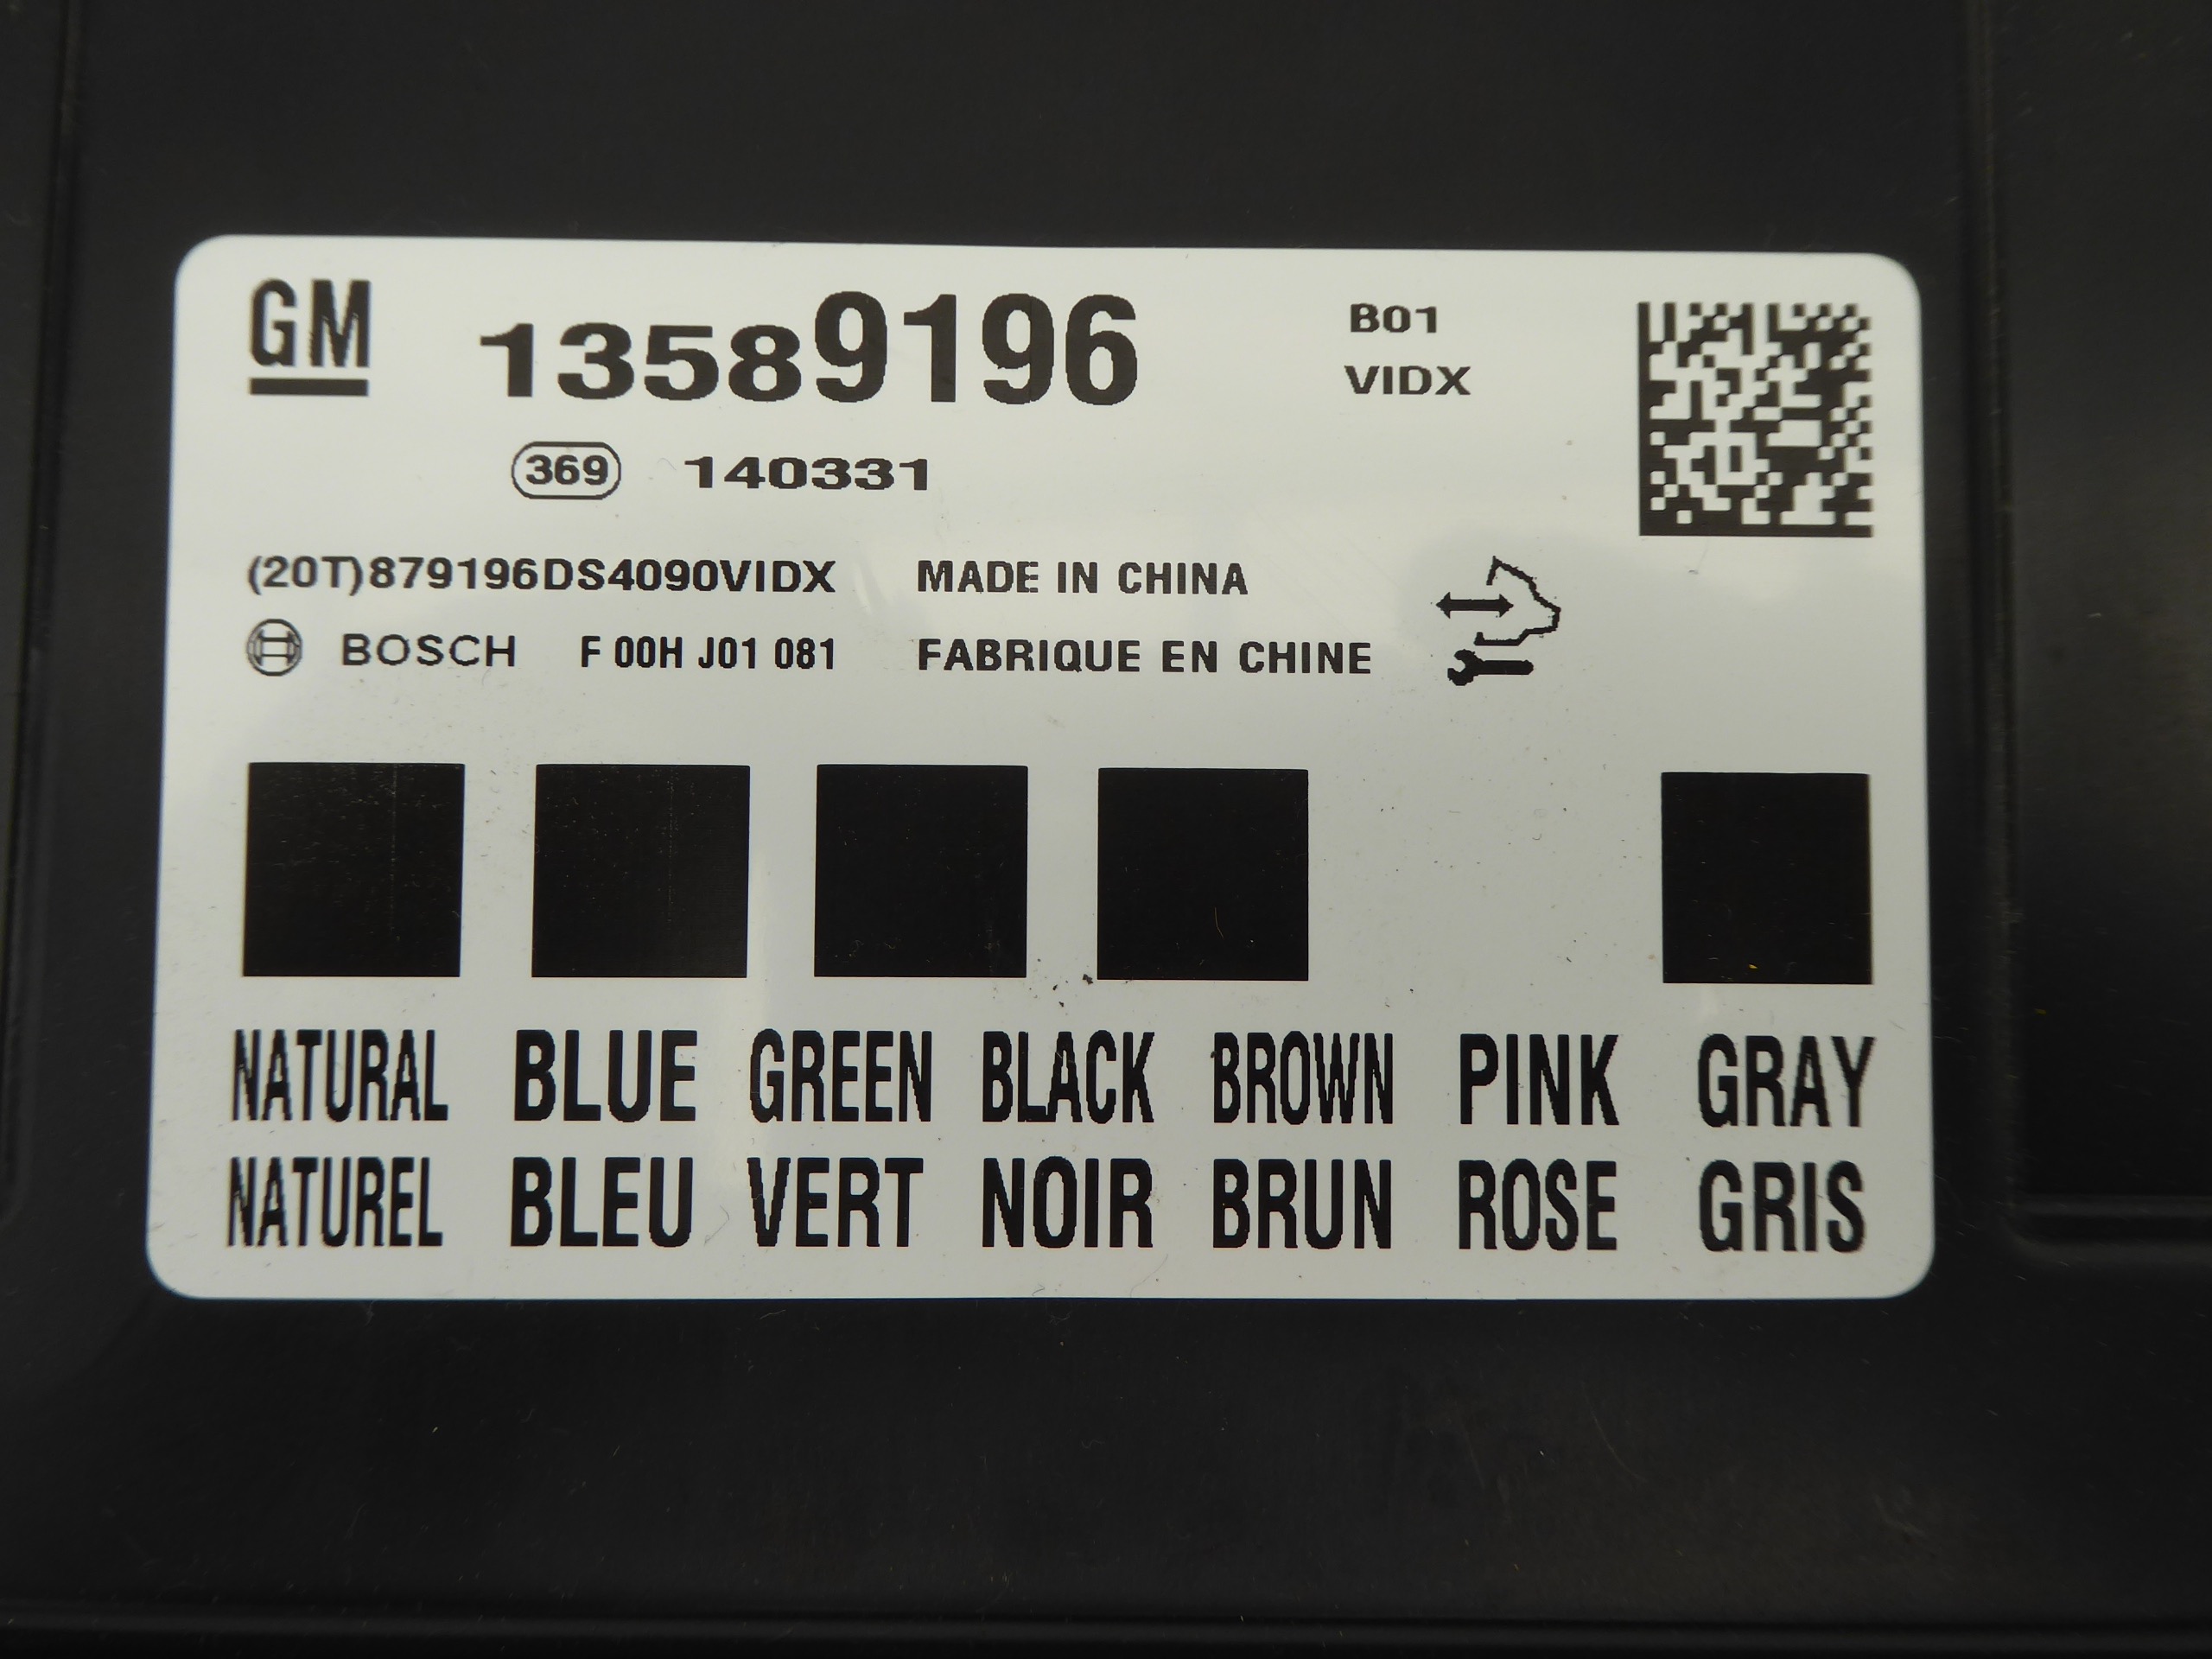 GM 13589196 B01
VIDX
369 140331
(20T)879196DS4090VIDX MADE IN CHINA
BOSCH F 00H J01 081 FABRIQUE EN CHINE
NATURAL BLUE GREEN BLACK BROWN PINK GRAY
NATUREL BLEU VERT NOIR BRUN ROSE GRIS